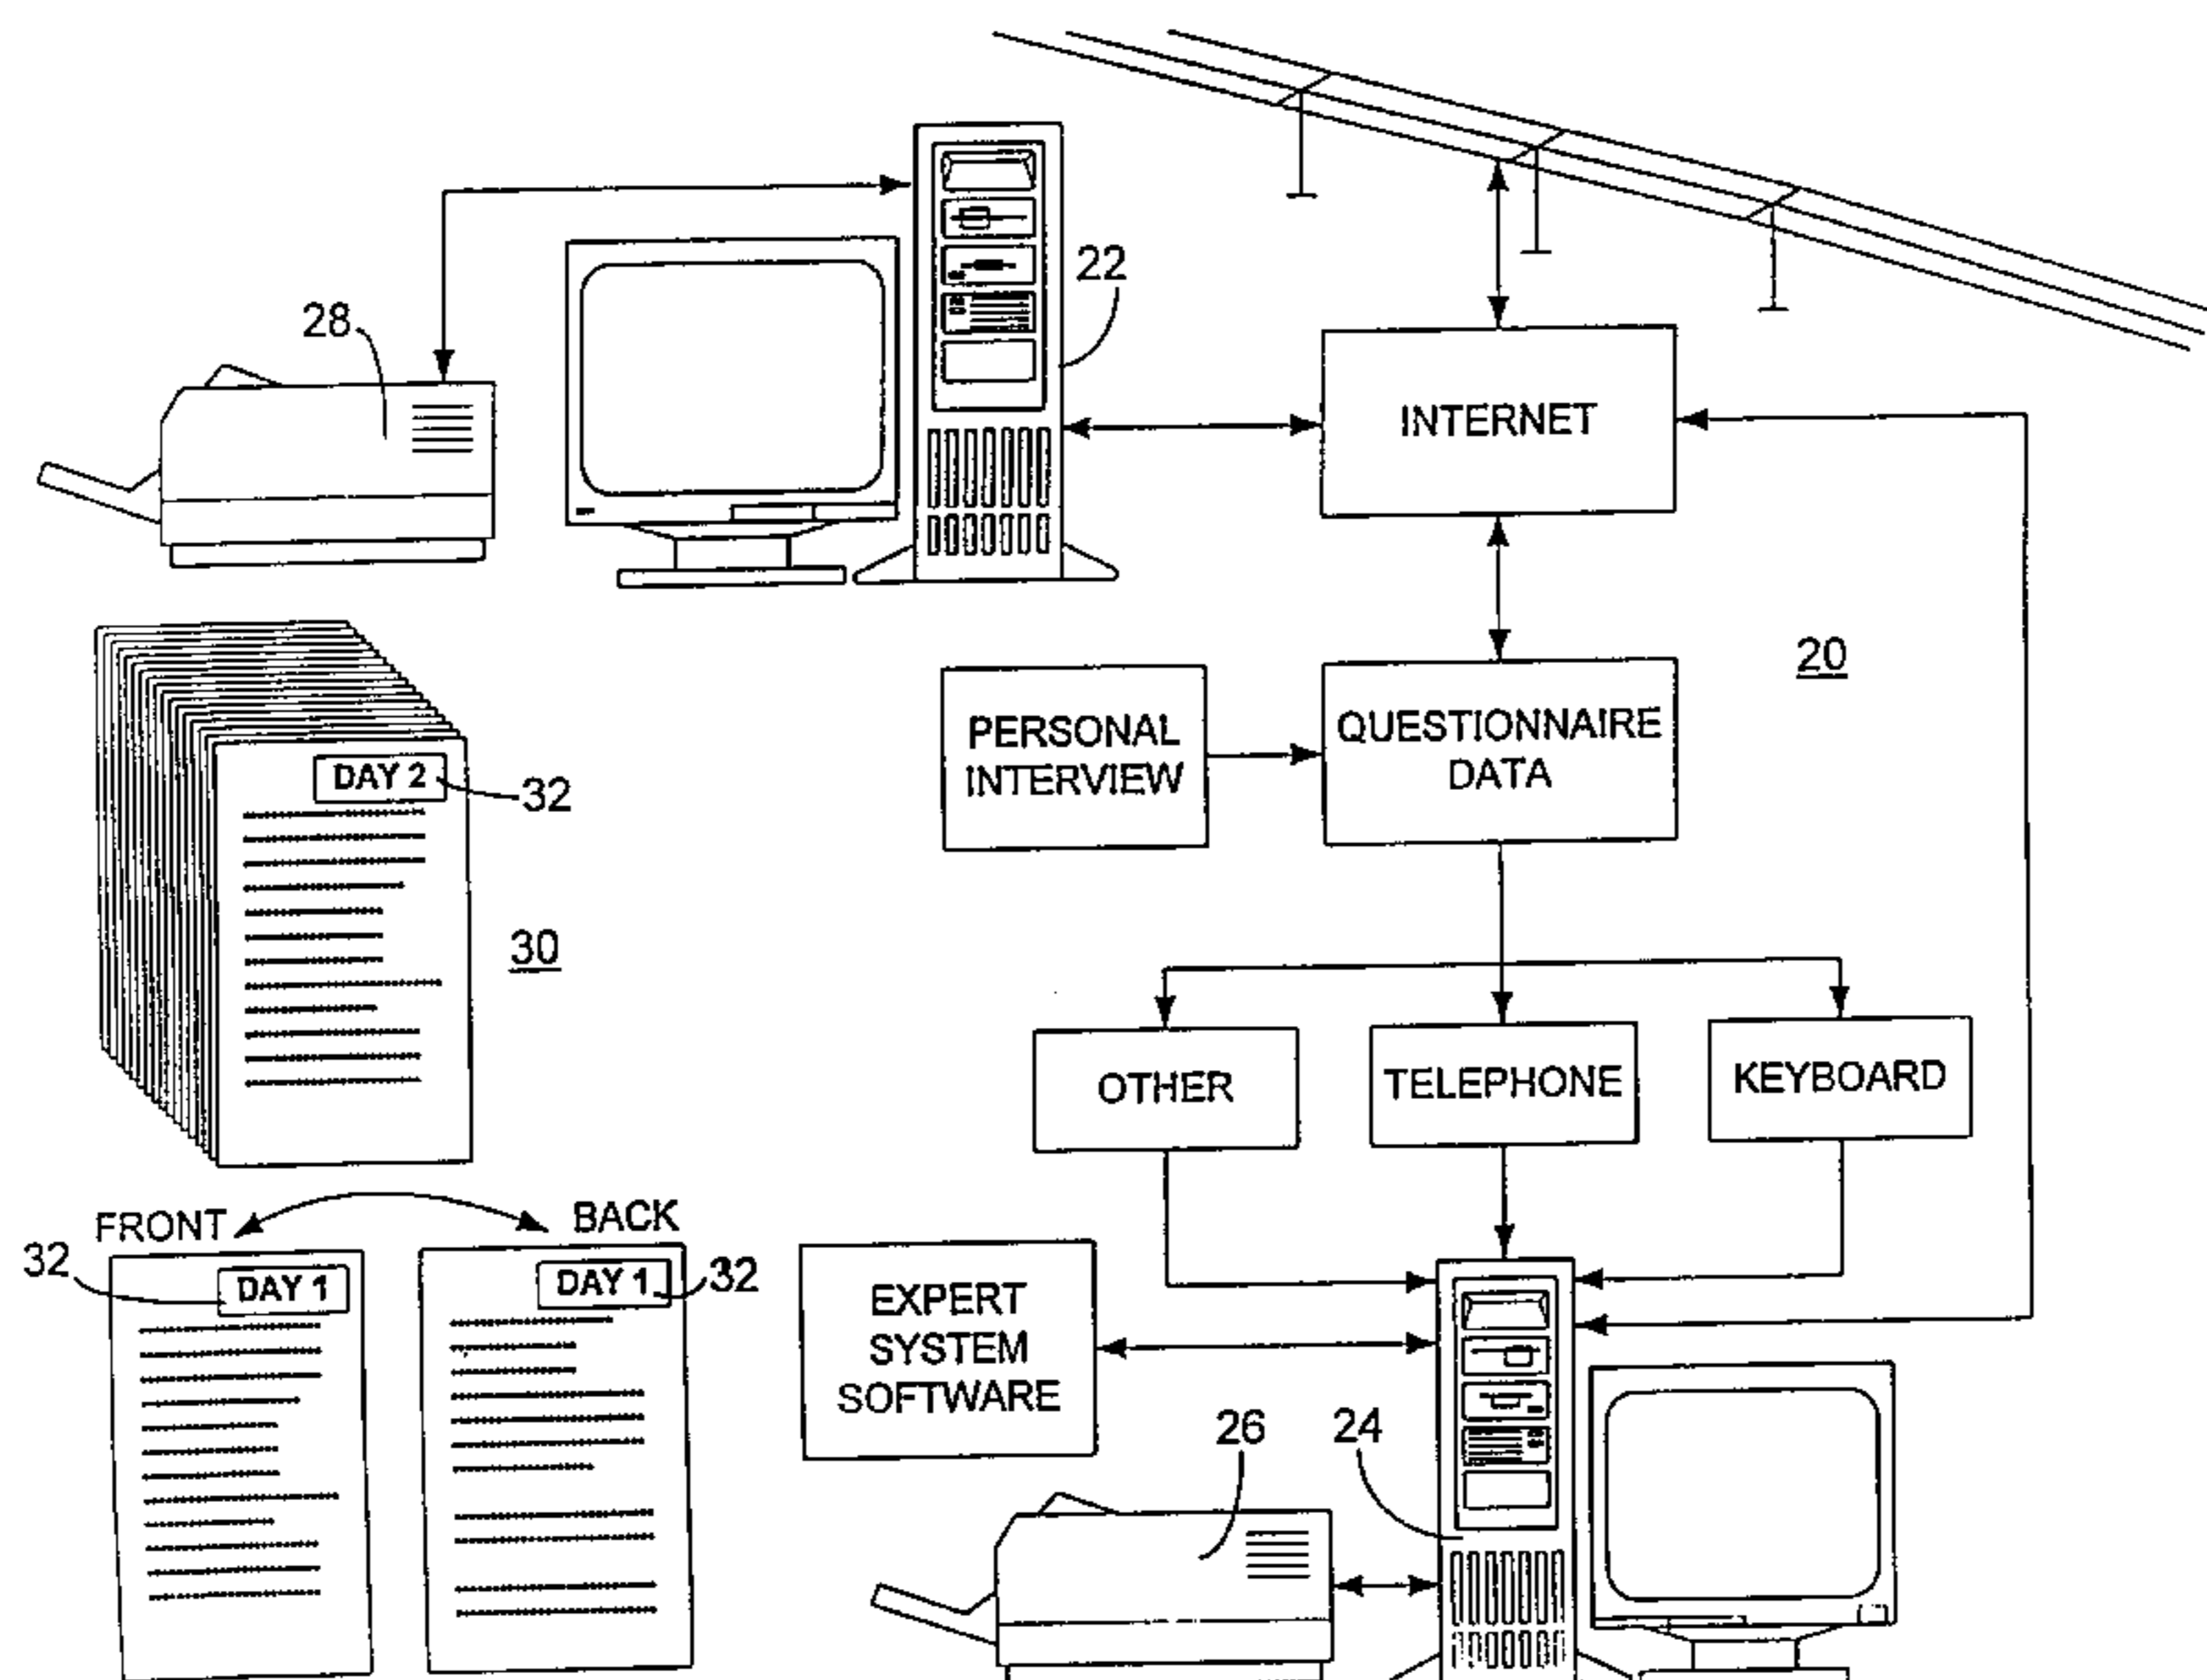 22
28
INTERNET
20
PERSONAL
INTERVIEW
QUESTIONNAIRE
DATA
DAY 2
32
30
OTHER
TELEPHONE
KEYBOARD
FRONT
BACK
32
DAY 1
DAY 1
32
EXPERT
SYSTEM
SOFTWARE
26
24